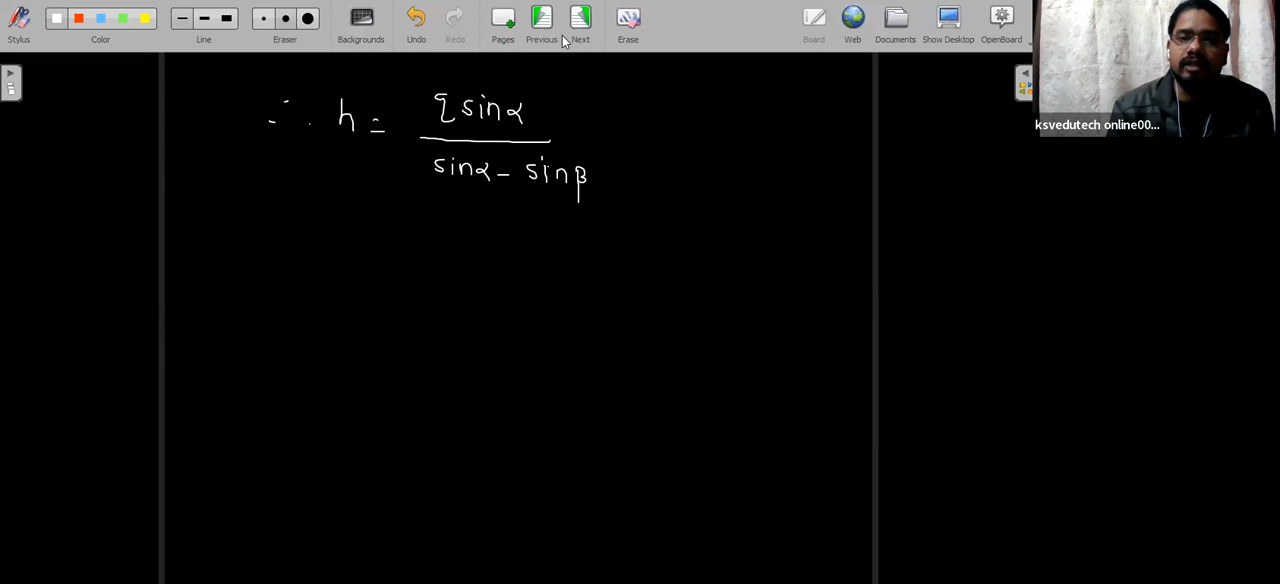 Stylus Color Line Eraser Backgrounds Undo Redo Pages Previous Next Erase Board Web Documents Show Desktop OpenBoard
ksvedutech online00...
∴ h = ξ sinα
sinα - sinβ